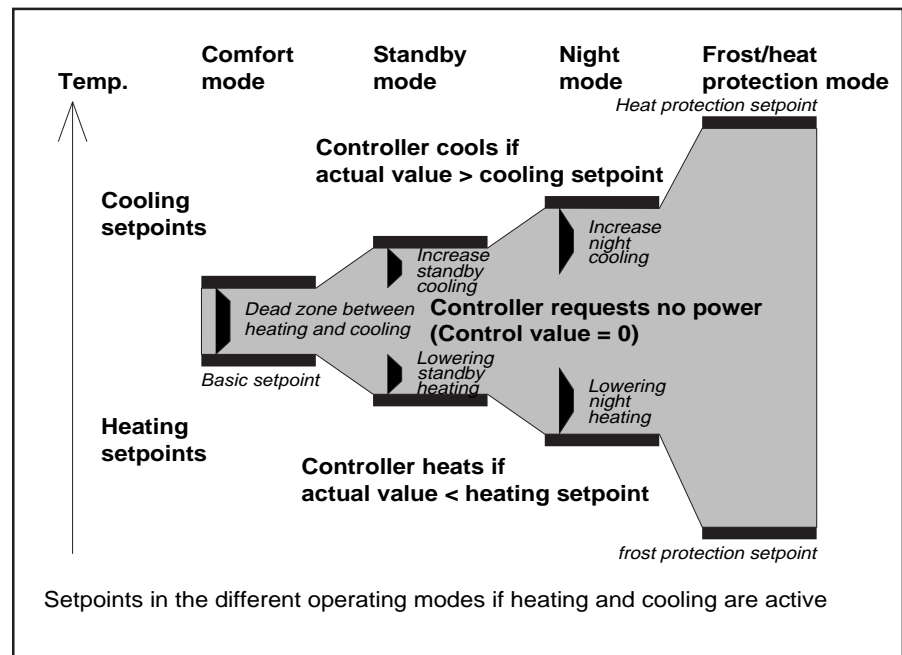 Temp.
Comfort
mode
Standby
mode
Night
mode
Frost/heat
protection mode
Heat protection setpoint
Controller cools if
actual value > cooling setpoint
Cooling
setpoints
Increase
standby
cooling
Increase
night
cooling
Dead zone between
heating and cooling
Controller requests no power
(Control value = 0)
Basic setpoint
Lowering
standby
heating
Lowering
night
heating
Heating
setpoints
Controller heats if
actual value < heating setpoint
frost protection setpoint
Setpoints in the different operating modes if heating and cooling are active